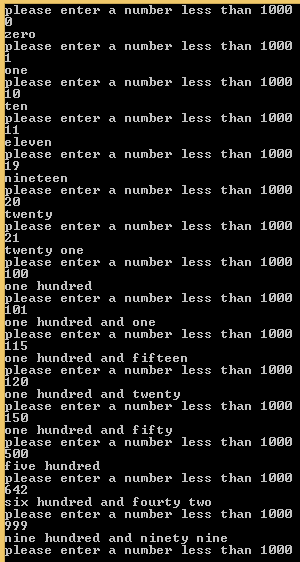 please enter a number less than 1000
0
zero
please enter a number less than 1000
1
one
please enter a number less than 1000
10
ten
please enter a number less than 1000
11
eleven
please enter a number less than 1000
19
nineteen
please enter a number less than 1000
20
twenty
please enter a number less than 1000
21
twenty one
please enter a number less than 1000
100
one hundred
please enter a number less than 1000
101
one hundred and one
please enter a number less than 1000
115
one hundred and fifteen
please enter a number less than 1000
120
one hundred and twenty
please enter a number less than 1000
150
one hundred and fifty
please enter a number less than 1000
500
five hundred
please enter a number less than 1000
642
six hundred and fourty two
please enter a number less than 1000
999
nine hundred and ninety nine
please enter a number less than 1000